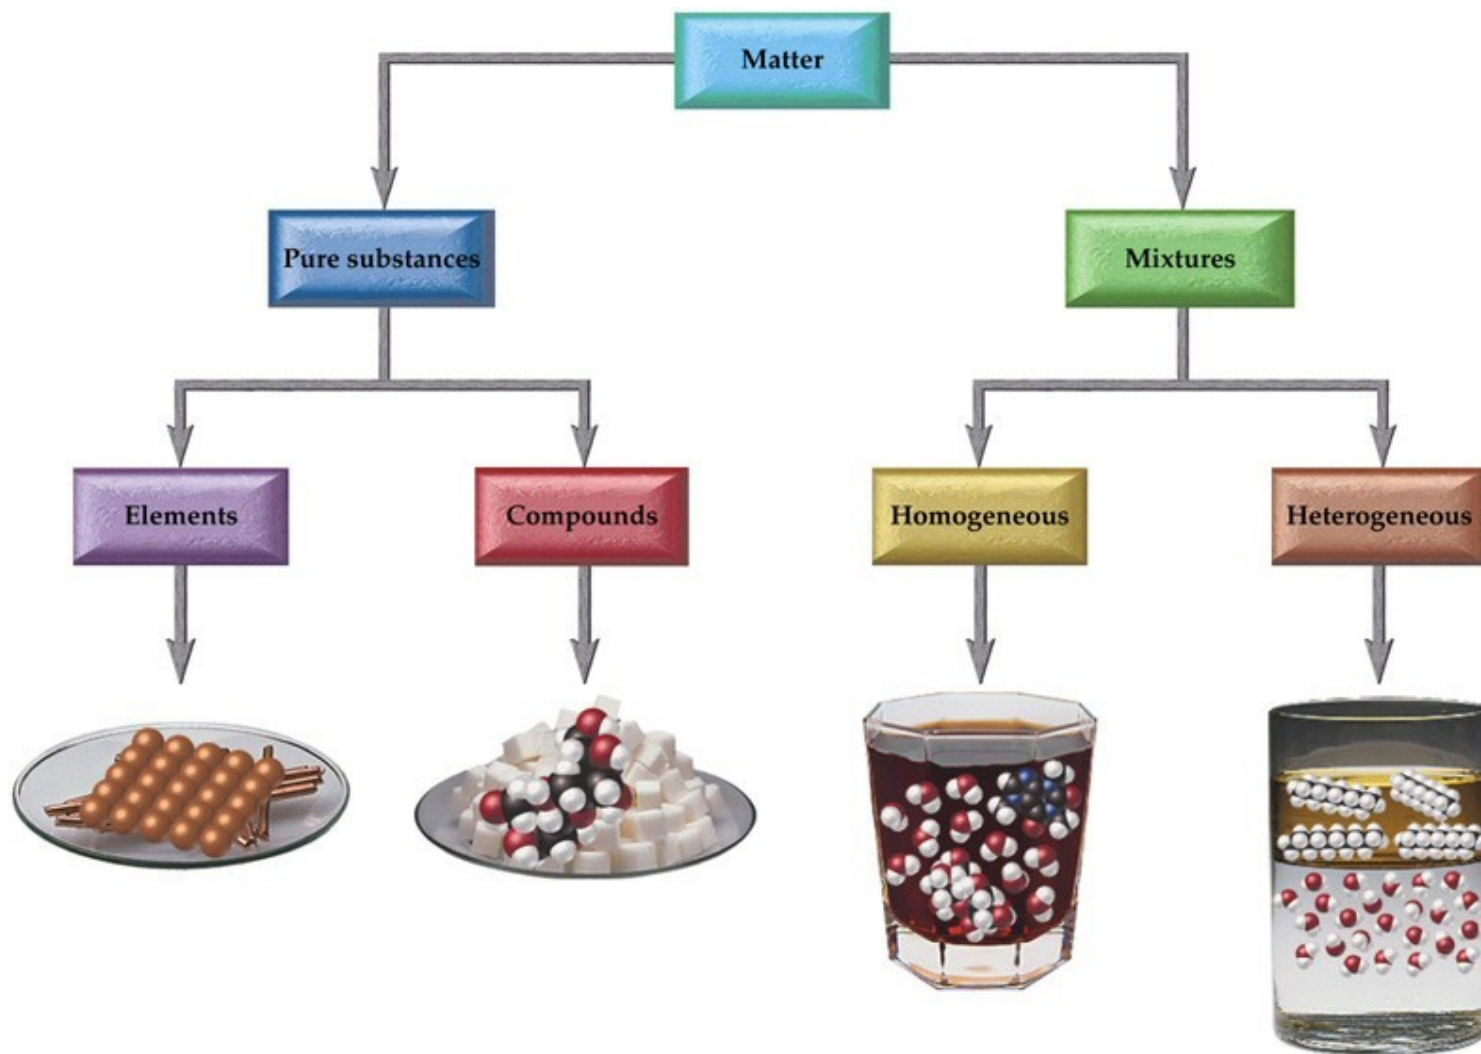 Matter
Pure substances
Mixtures
Elements
Compounds
Homogeneous
Heterogeneous